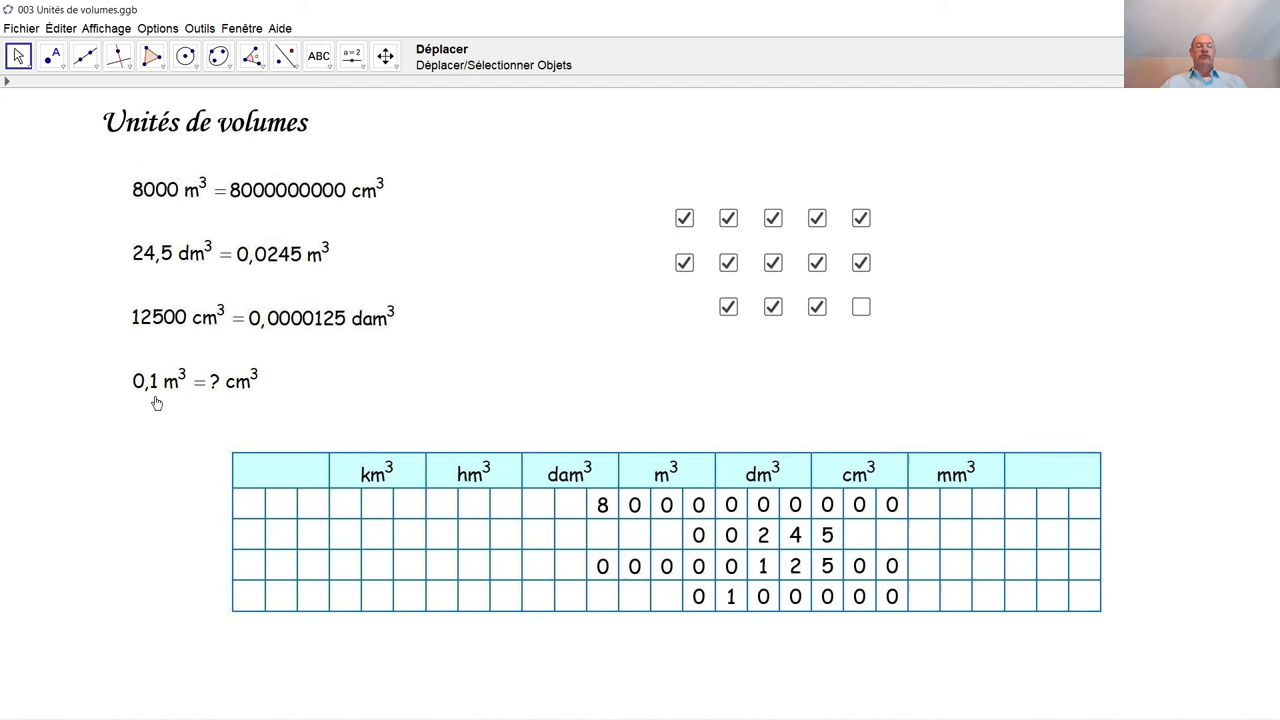 003 Unités de volumes.ggb
Fichier Éditer Affichage Options Outils Fenêtre Aide
A ABC a=2 Déplacer
Déplacer/Sélectionner Objets
Unités de volumes
8000 m³ = 8000000000 cm³
24,5 dm³ = 0,0245 m³
12500 cm³ = 0,0000125 dam³
0,1 m³ = ? cm³
km³ hm³ dam³ m³ dm³ cm³ mm³
8 0 0 0 0 0 0 0 0 0
0 0 2 4 5
0 0 0 0 0 1 2 5 0 0
0 1 0 0 0 0 0